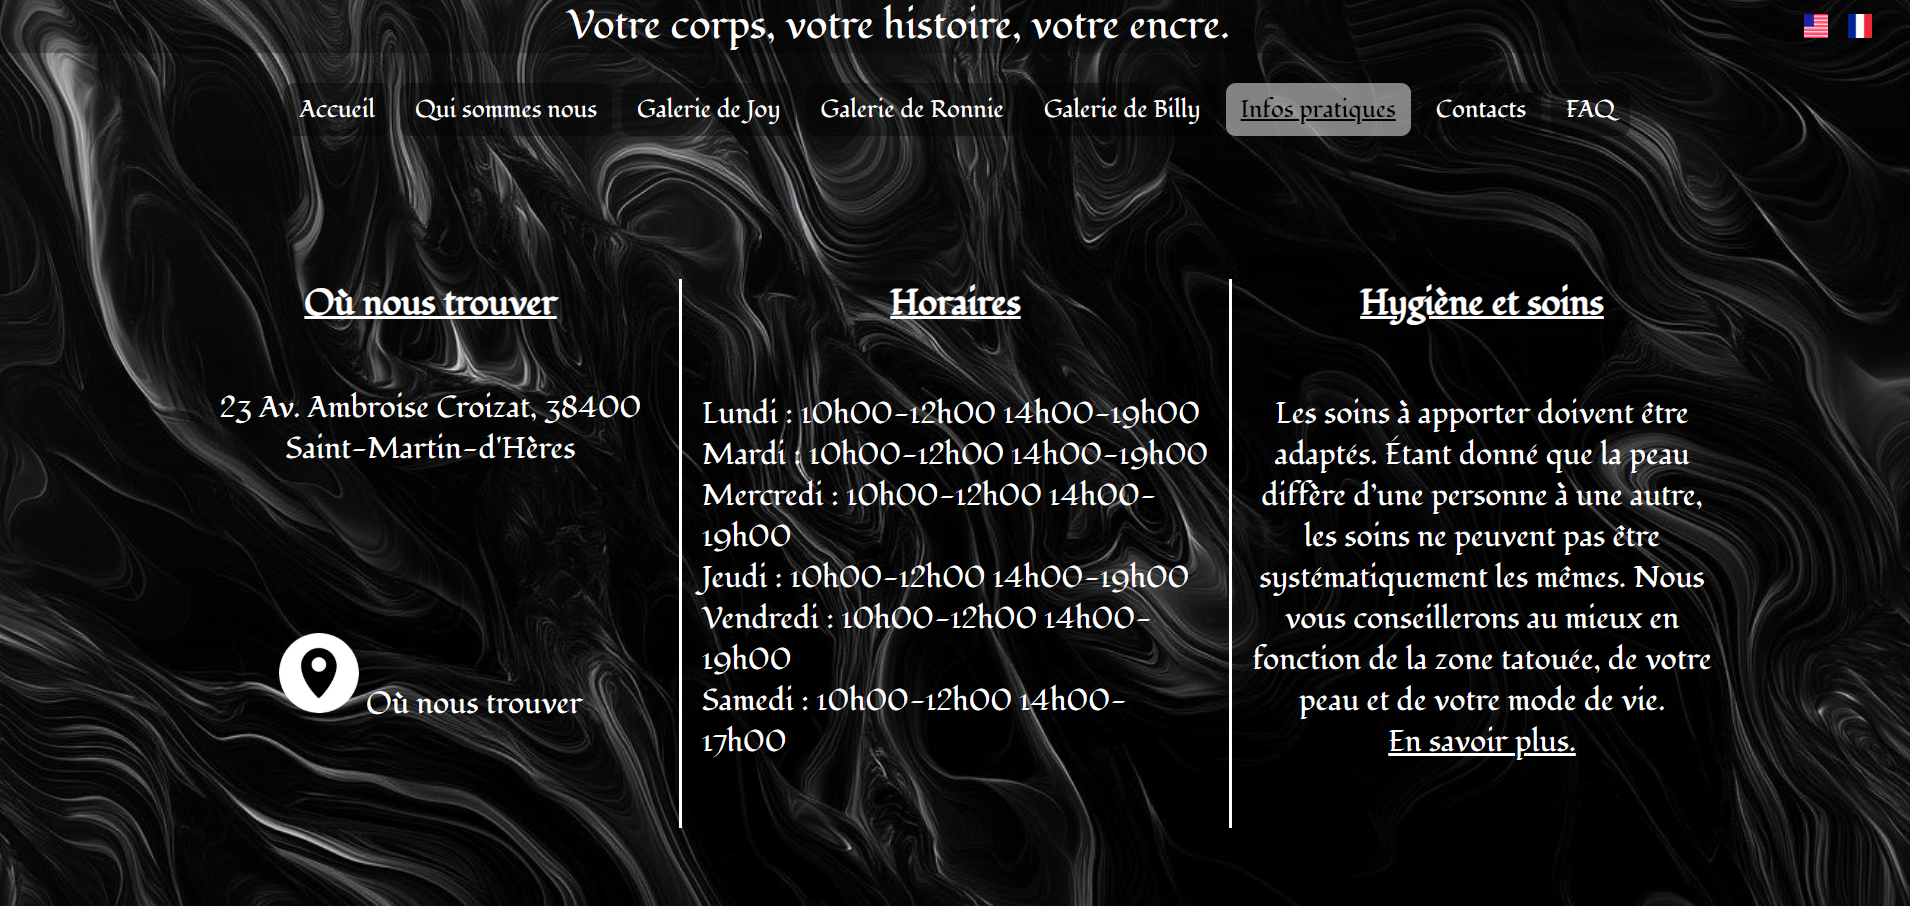 Votre corps, votre histoire, votre encre.
Accueil Qui sommes nous Galerie de Joy Galerie de Ronnie Galerie de Billy Infos pratiques Contacts FAQ
Où nous trouver
23 Av. Ambroise Croizat, 38400
Saint-Martin-d'Hères
Où nous trouver
Horaires
Lundi : 10h00-12h00 14h00-19h00
Mardi : 10h00-12h00 14h00-19h00
Mercredi : 10h00-12h00 14h00-
19h00
Jeudi : 10h00-12h00 14h00-19h00
Vendredi : 10h00-12h00 14h00-
19h00
Samedi : 10h00-12h00 14h00-
17h00
Hygiène et soins
Les soins à apporter doivent être
adaptés. Étant donné que la peau
diffère d’une personne à une autre,
les soins ne peuvent pas être
systématiquement les mêmes. Nous
vous conseillerons au mieux en
fonction de la zone tatouée, de votre
peau et de votre mode de vie.
En savoir plus.